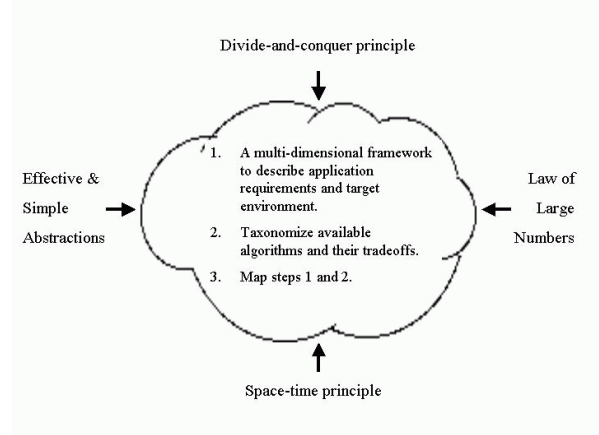 Divide-and-conquer principle
1. A multi-dimensional framework
to describe application
requirements and target
environment.
2. Taxonomize available
algorithms and their tradeoffs.
3. Map steps 1 and 2.
Effective &
Simple
Abstractions
Law of
Large
Numbers
Space-time principle